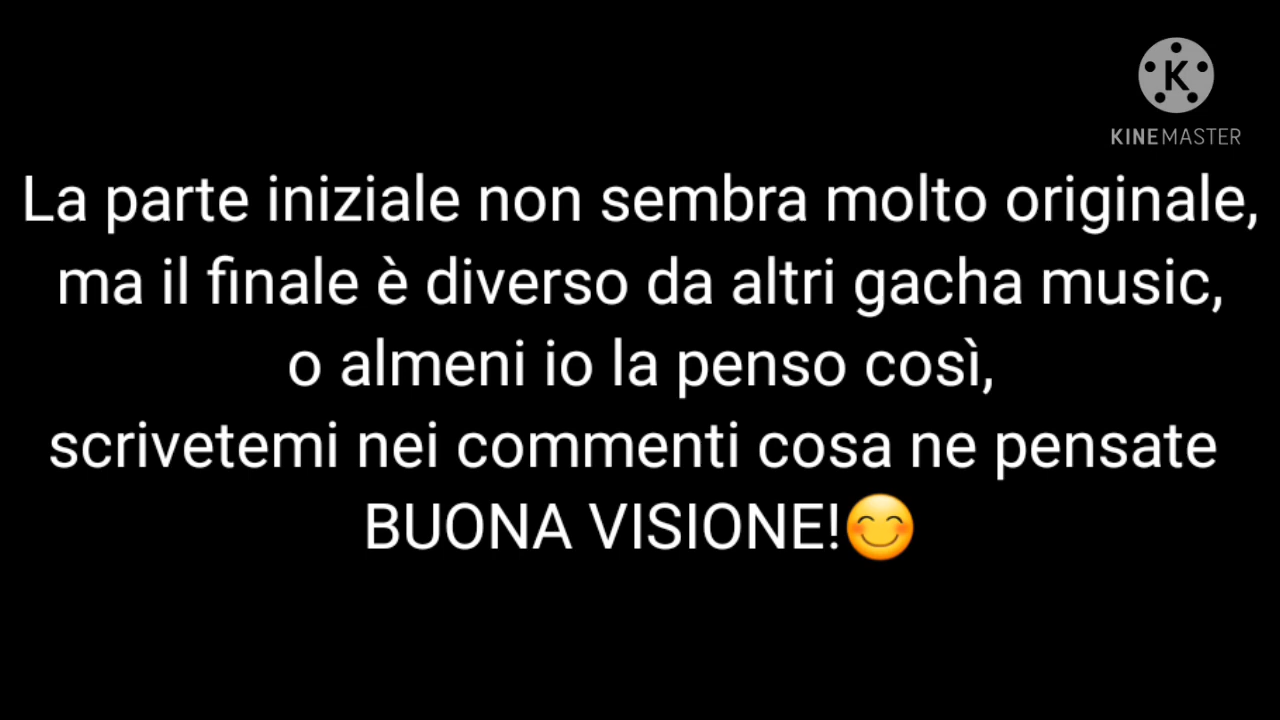 K
KINEMASTER
La parte iniziale non sembra molto originale,
ma il finale è diverso da altri gacha music,
o almeni io la penso così,
scrivetemi nei commenti cosa ne pensate
BUONA VISIONE!😊